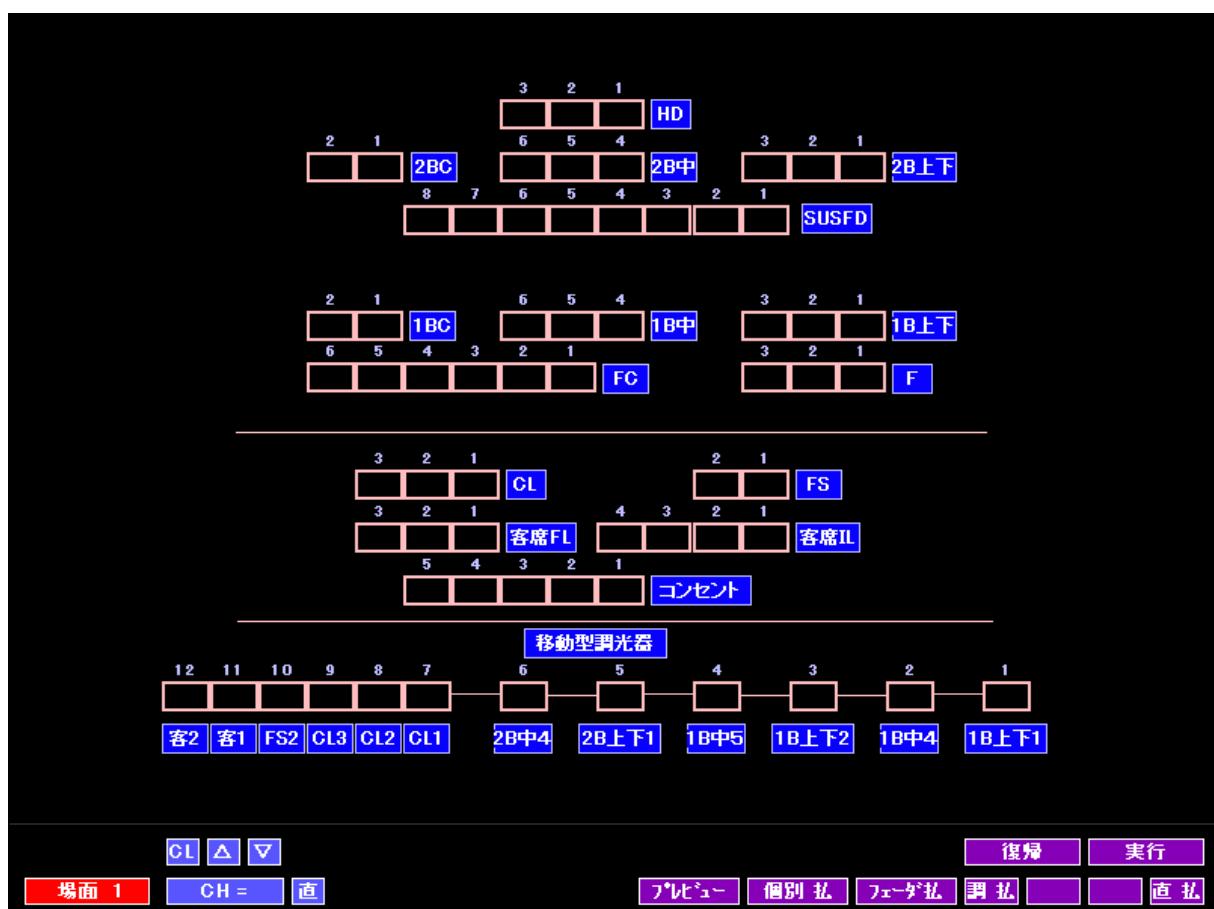 3 2 1
HD
2 1 6 5 4 3 2 1
2BC 2B中 2B上下
8 7 6 5 4 3 2 1
SUSFD
2 1 6 5 4 3 2 1
1BC 1B中 1B上下
6 5 4 3 2 1 3 2 1
FC F
3 2 1 2 1
CL FS
3 2 1 4 3 2 1
客席FL 客席IL
5 4 3 2 1
コンセント
移動型調光器
12 11 10 9 8 7 6 5 4 3 2 1
客2 客1 FS2 CL3 CL2 CL1 2B中4 2B上下1 1B中5 1B上下2 1B中4 1B上下1
CL △ ▽ 復帰 実行
場面 1 CH = 直 プレビュー 個別 払 フェーダ払 調 払 直 払